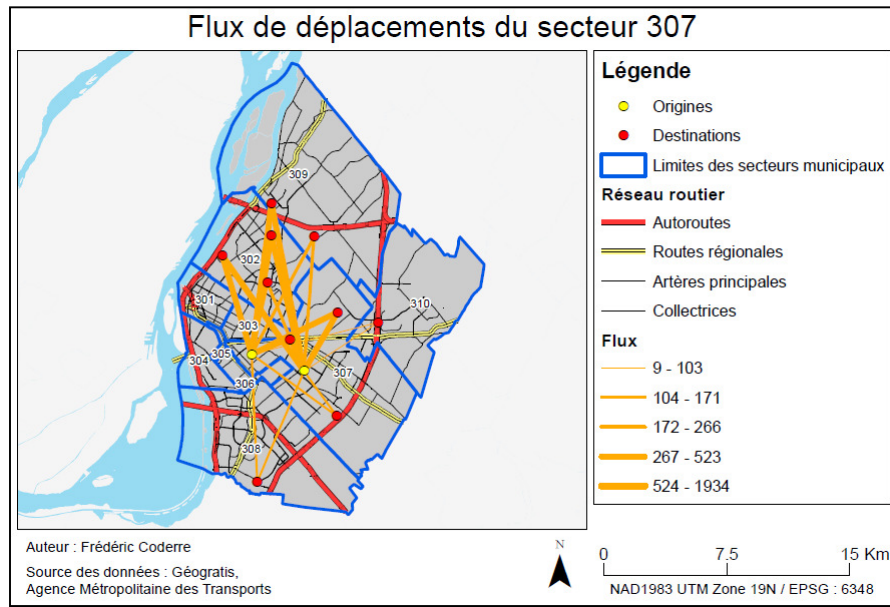 Flux de déplacements du secteur 307
309
302
301
310
303
304
305
306
307
308
Légende
Origines
Destinations
Limites des secteurs municipaux
Réseau routier
Autoroutes
Routes régionales
Artères principales
Collectrices
Flux
9 - 103
104 - 171
172 - 266
267 - 523
524 - 1934
Auteur : Frédéric Coderre
Source des données : Géogratis,
Agence Métropolitaine des Transports
N
0 7.5 15 Km
NAD1983 UTM Zone 19N / EPSG : 6348